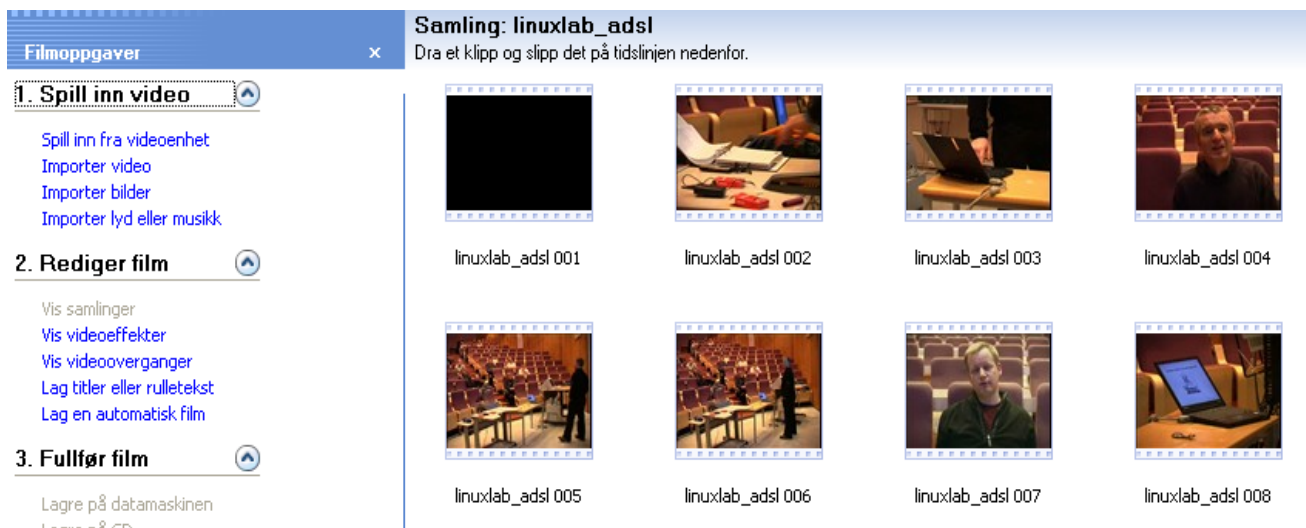 Filmoppgaver
x
1. Spill inn video
Spill inn fra videoenhet
Importer video
Importer bilder
Importer lyd eller musikk
2. Rediger film
Vis samlinger
Vis videoeffekter
Vis videooverganger
Lag titler eller rulletekst
Lag en automatisk film
3. Fullfør film
Lagre på datamaskinen
Samling: linuxlab_adsl
Dra et klipp og slipp det på tidslinjen nedenfor.
linuxlab_adsl 001
linuxlab_adsl 002
linuxlab_adsl 003
linuxlab_adsl 004
linuxlab_adsl 005
linuxlab_adsl 006
linuxlab_adsl 007
linuxlab_adsl 008